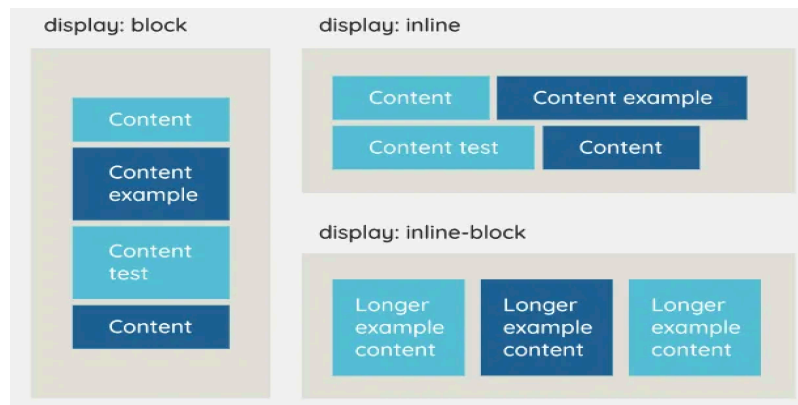 display: block
Content
Content
example
Content
test
Content
display: inline
Content
Content example
Content test
Content
display: inline-block
Longer
example
content
Longer
example
content
Longer
example
content